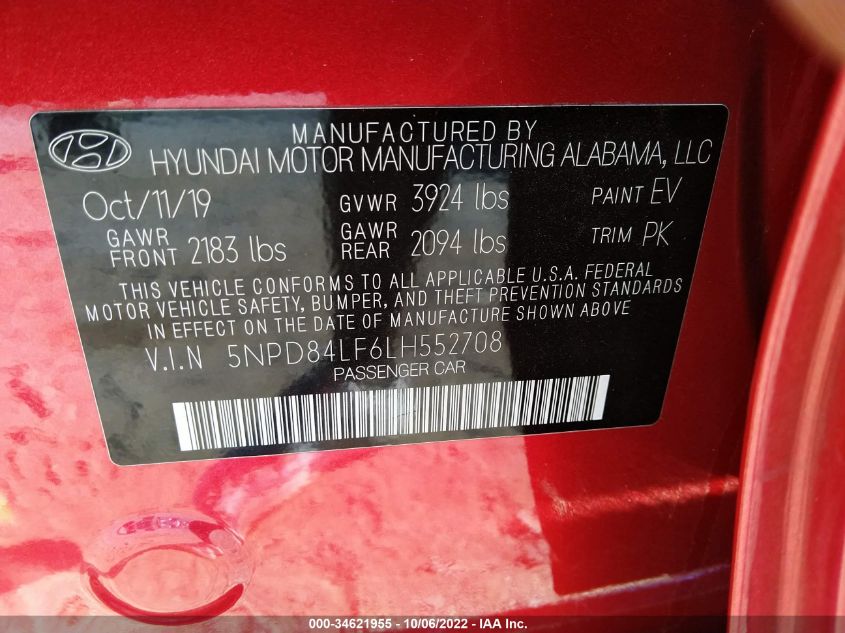 MANUFACTURED BY
HYUNDAI MOTOR MANUFACTURING ALABAMA, LLC
Oct/11/19 GVWR 3924 lbs PAINT EV
GAWR FRONT 2183 lbs GAWR REAR 2094 lbs TRIM PK
THIS VEHICLE CONFORMS TO ALL APPLICABLE U.S.A. FEDERAL
MOTOR VEHICLE SAFETY, BUMPER, AND THEFT PREVENTION STANDARDS
IN EFFECT ON THE DATE OF MANUFACTURE SHOWN ABOVE
V.I.N 5NPD84LF6LH552708
PASSENGER CAR
000-34621955 - 10/06/2022 - IAA Inc.